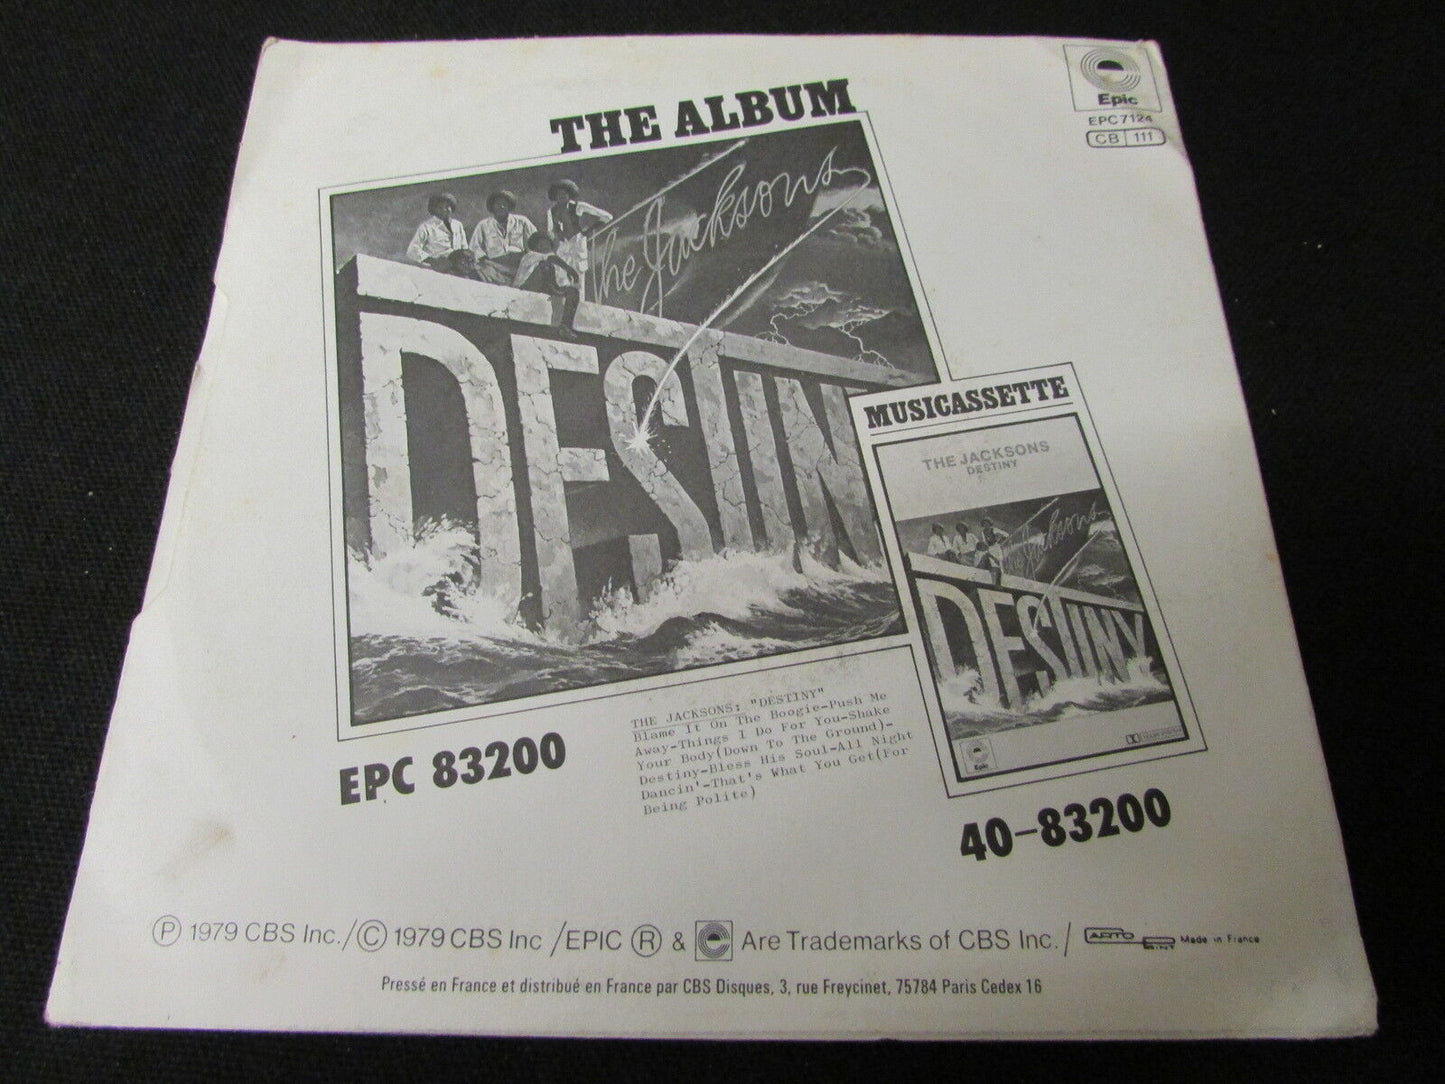 Epic
EPC 7124
CB 111
THE ALBUM
The Jacksons
DESTINY
MUSICASSETTE
THE JACKSONS
DESTINY
The Jacksons
DESTINY
Epic
EPC 83200
THE JACKSONS: "DESTINY"
Blame It On The Boogie-Push Me
Away-Things I Do For You-Shake
Your Body(Down To The Ground)-
Destiny-Bless His Soul-All Night
Dancin'-That's What You Get(For
Being Polite)
40-83200
Ⓟ 1979 CBS Inc./© 1979 CBS Inc /EPIC ® & e Are Trademarks of CBS Inc./ Made in France
Pressé en France et distribué en France par CBS Disques, 3, rue Freycinet, 75784 Paris Cedex 16